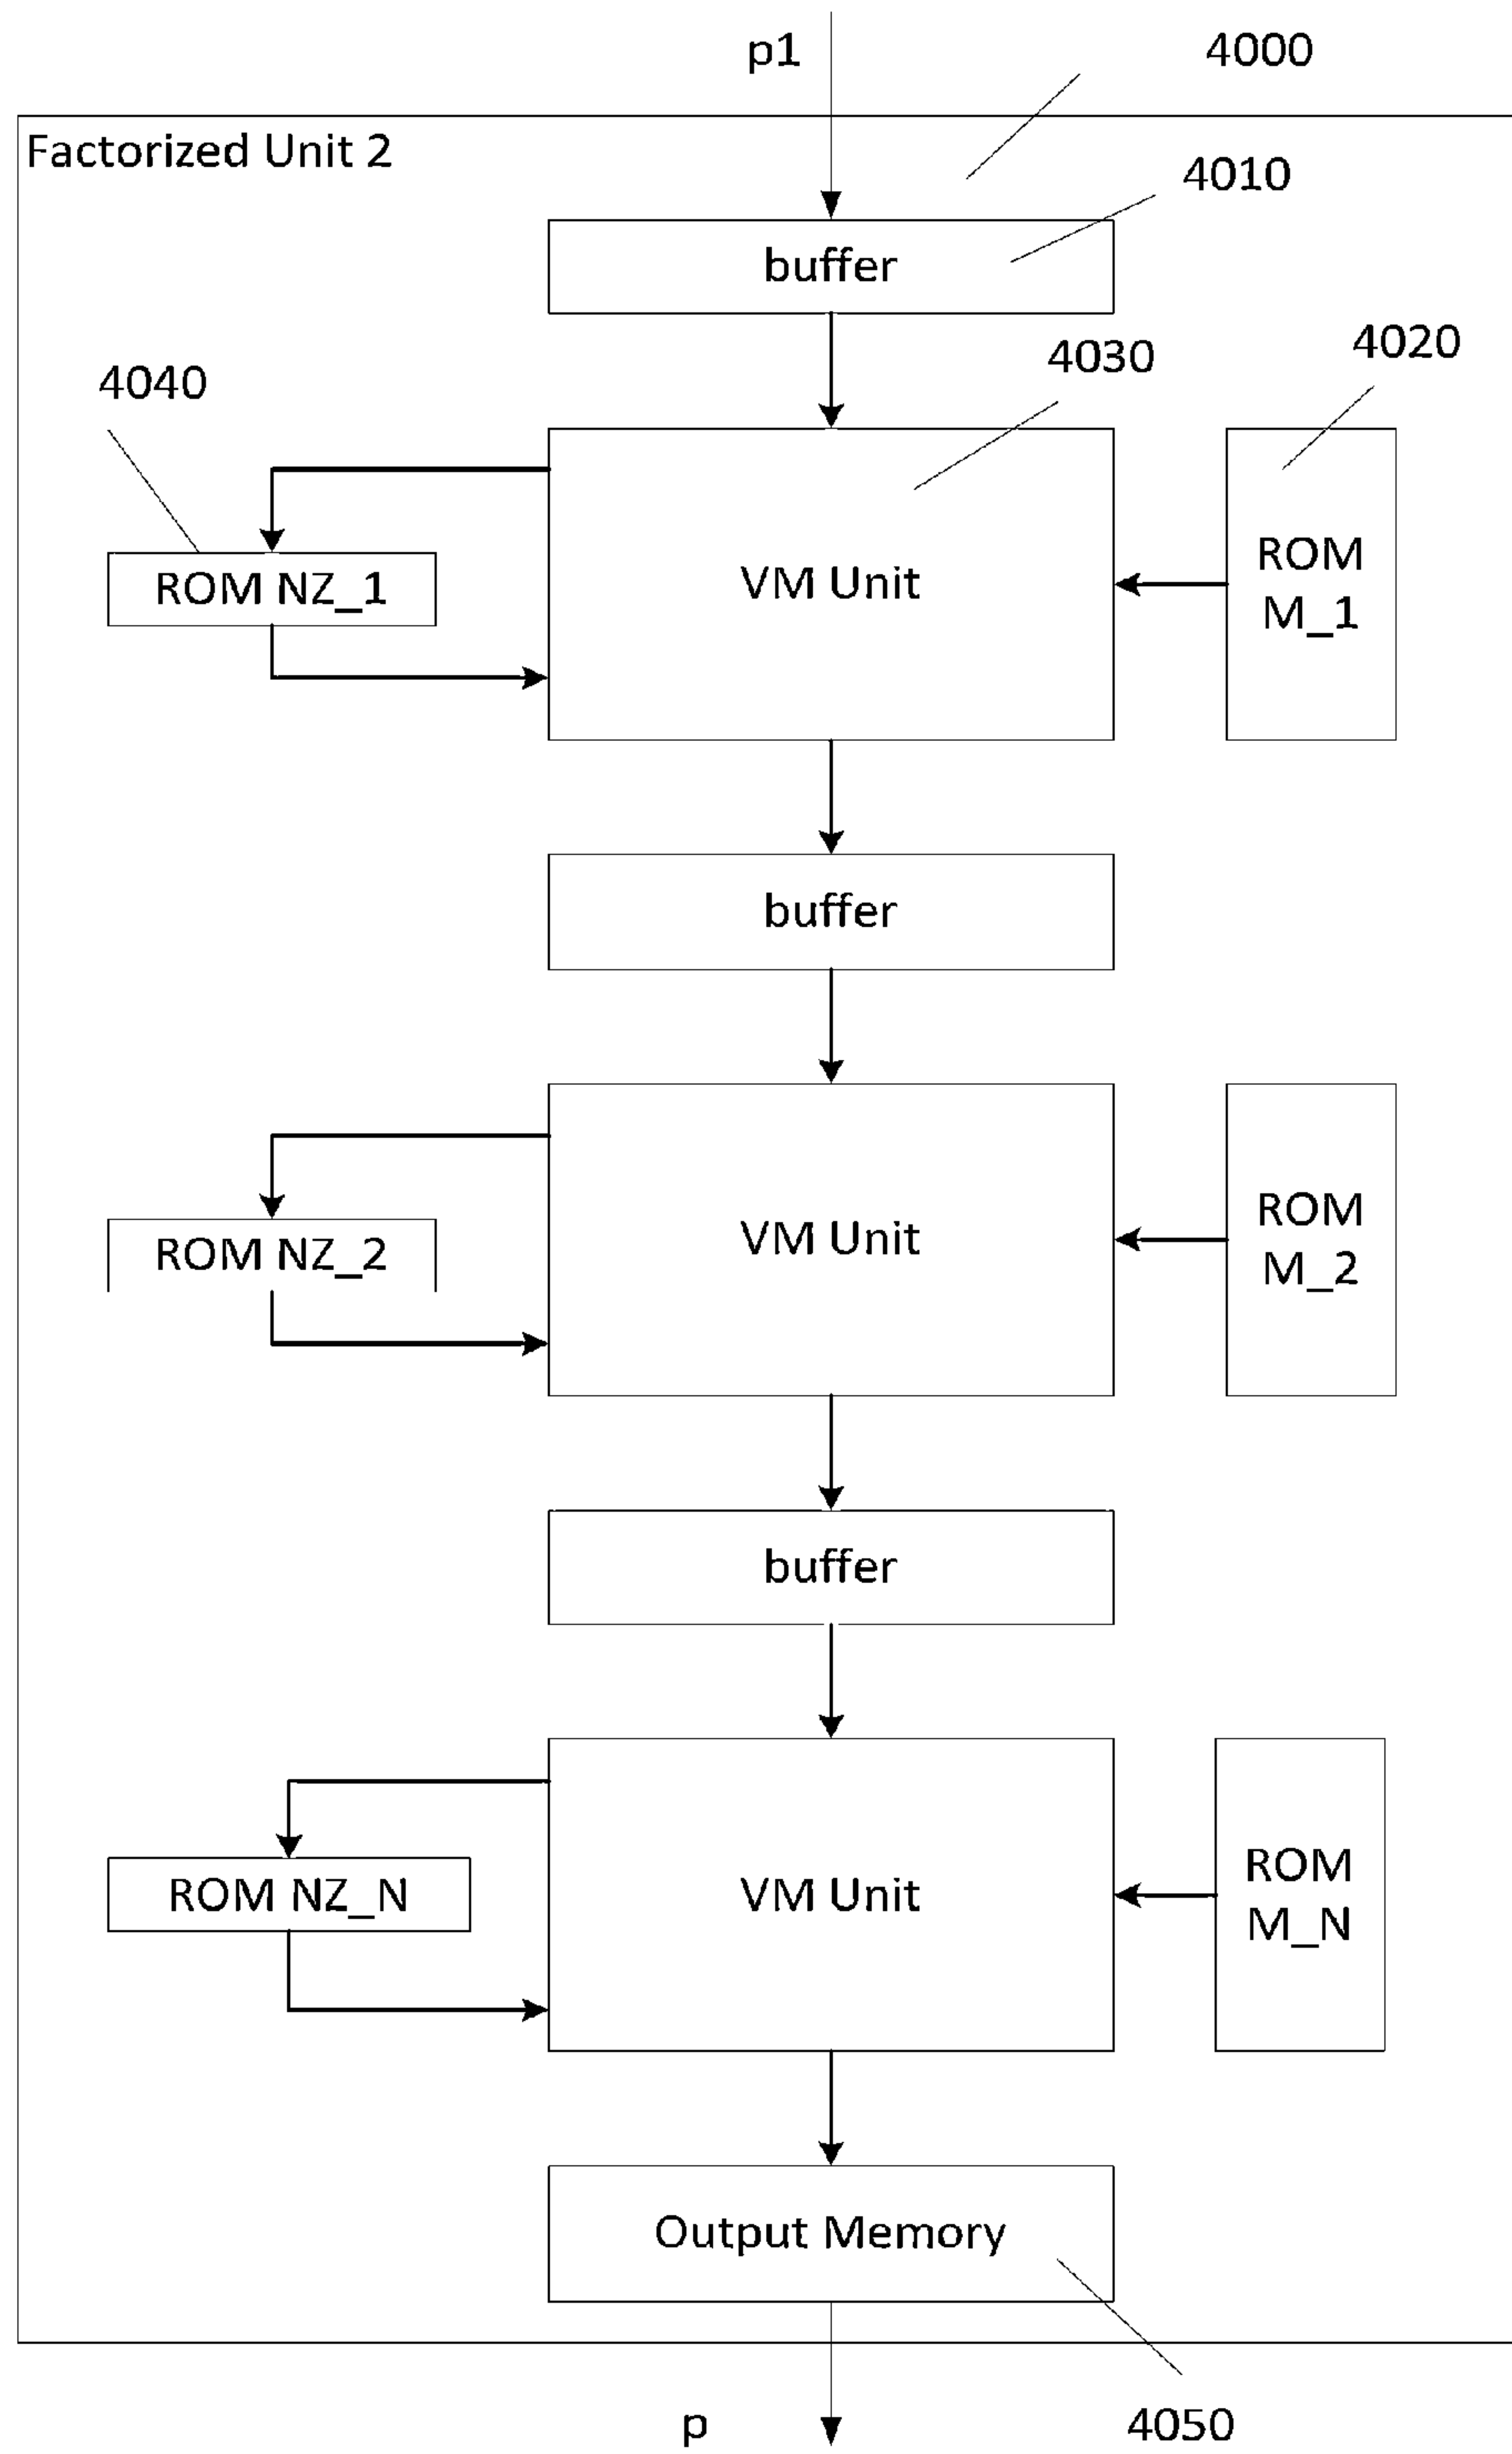 p1
4000
Factorized Unit 2
4010
buffer
4020
4030
4040
ROM
M_1
VM Unit
ROM NZ_1
buffer
ROM
M_2
VM Unit
ROM NZ_2
buffer
ROM
M_N
VM Unit
ROM NZ_N
Output Memory
p
4050